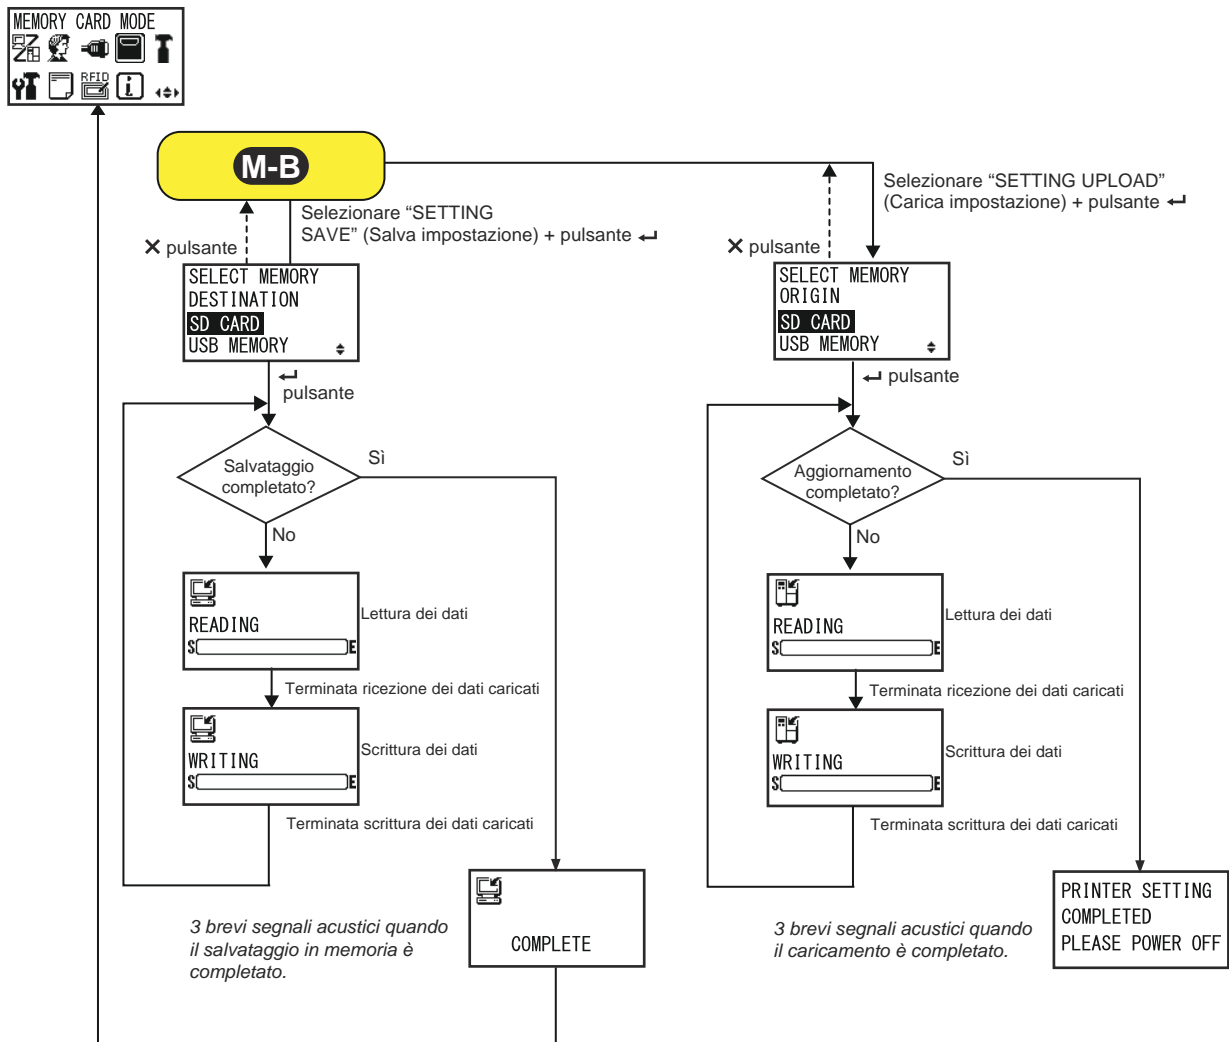 MEMORY CARD MODE
RFID
i
M-B
Selezionare “SETTING UPLOAD”
(Carica impostazione) + pulsante ↵
Selezionare “SETTING
SAVE” (Salva impostazione) + pulsante ↵
✕ pulsante
✕ pulsante
SELECT MEMORY
DESTINATION
SD CARD
USB MEMORY
SELECT MEMORY
ORIGIN
SD CARD
USB MEMORY
↵
pulsante
↵ pulsante
Salvataggio
completato?
Sì
No
Aggiornamento
completato?
Sì
No
READING
S E
Lettura dei dati
READING
S E
Lettura dei dati
Terminata ricezione dei dati caricati
Terminata ricezione dei dati caricati
WRITING
S E
Scrittura dei dati
WRITING
S E
Scrittura dei dati
Terminata scrittura dei dati caricati
Terminata scrittura dei dati caricati
3 brevi segnali acustici quando
il salvataggio in memoria è
completato.
COMPLETE
3 brevi segnali acustici quando
il caricamento è completato.
PRINTER SETTING
COMPLETED
PLEASE POWER OFF